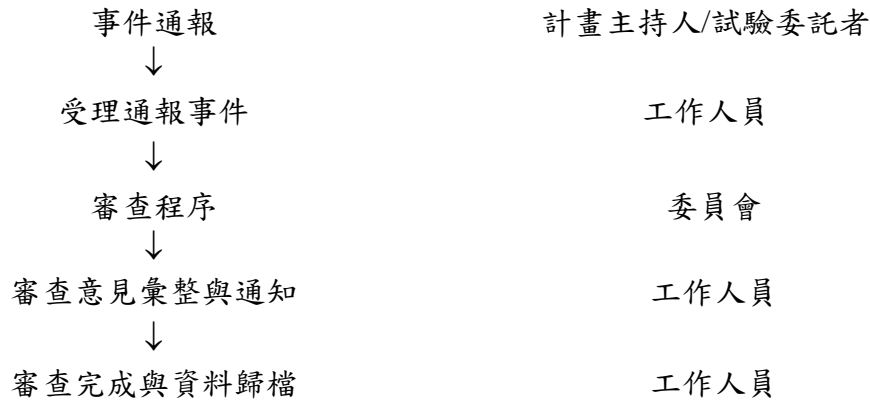 事件通報 計畫主持人/試驗委託者
↓
受理通報事件 工作人員
↓
審查程序 委員會
↓
審查意見彙整與通知 工作人員
↓
審查完成與資料歸檔 工作人員